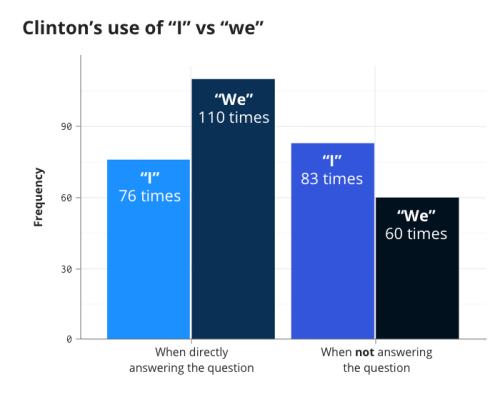 Clinton’s use of “I” vs “we”
Frequency
90
60
30
0
“I”
76 times
“We”
110 times
“I”
83 times
“We”
60 times
When directly
answering the question
When not answering
the question